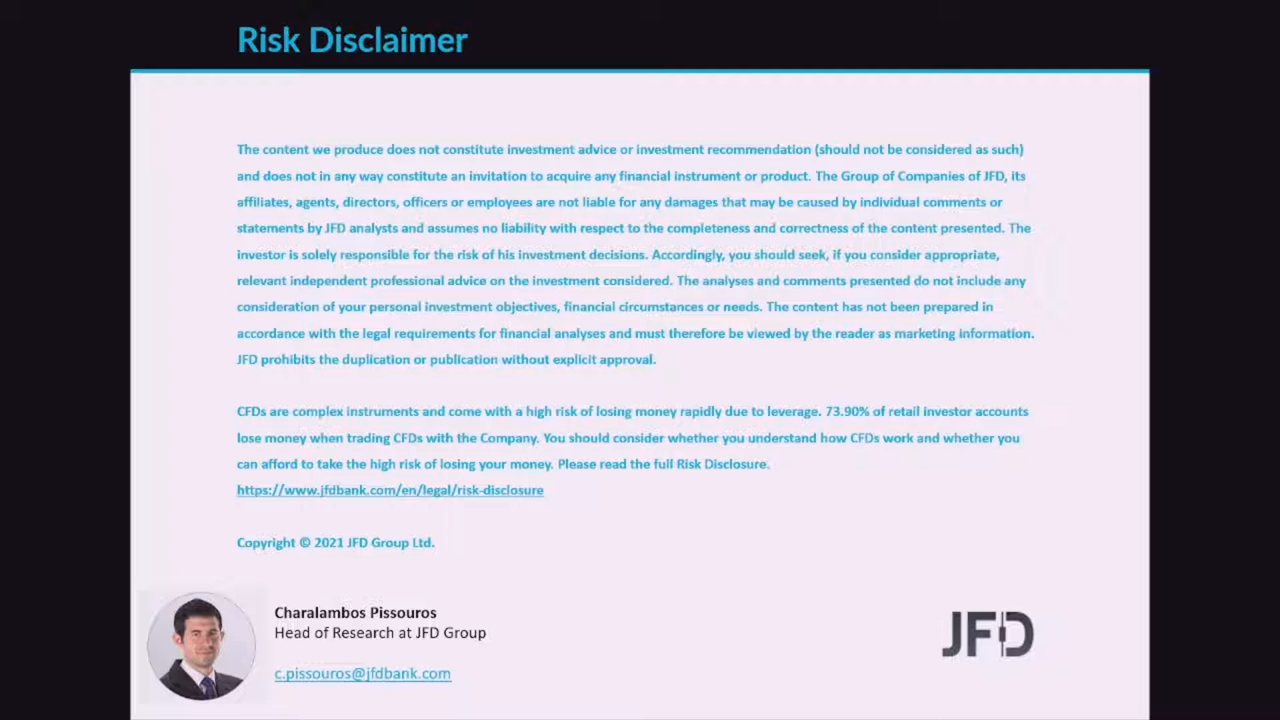 Risk Disclaimer
The content we produce does not constitute investment advice or investment recommendation (should not be considered as such)
and does not in any way constitute an invitation to acquire any financial instrument or product. The Group of Companies of JFD, its
affiliates, agents, directors, officers or employees are not liable for any damages that may be caused by individual comments or
statements by JFD analysts and assumes no liability with respect to the completeness and correctness of the content presented. The
investor is solely responsible for the risk of his investment decisions. Accordingly, you should seek, if you consider appropriate,
relevant independent professional advice on the investment considered. The analyses and comments presented do not include any
consideration of your personal investment objectives, financial circumstances or needs. The content has not been prepared in
accordance with the legal requirements for financial analyses and must therefore be viewed by the reader as marketing information.
JFD prohibits the duplication or publication without explicit approval.
CFDs are complex instruments and come with a high risk of losing money rapidly due to leverage. 73.90% of retail investor accounts
lose money when trading CFDs with the Company. You should consider whether you understand how CFDs work and whether you
can afford to take the high risk of losing your money. Please read the full Risk Disclosure.
https://www.jfdbank.com/en/legal/risk-disclosure
Copyright © 2021 JFD Group Ltd.
Charalambos Pissouros
Head of Research at JFD Group
c.pissouros@jfdbank.com
JFD